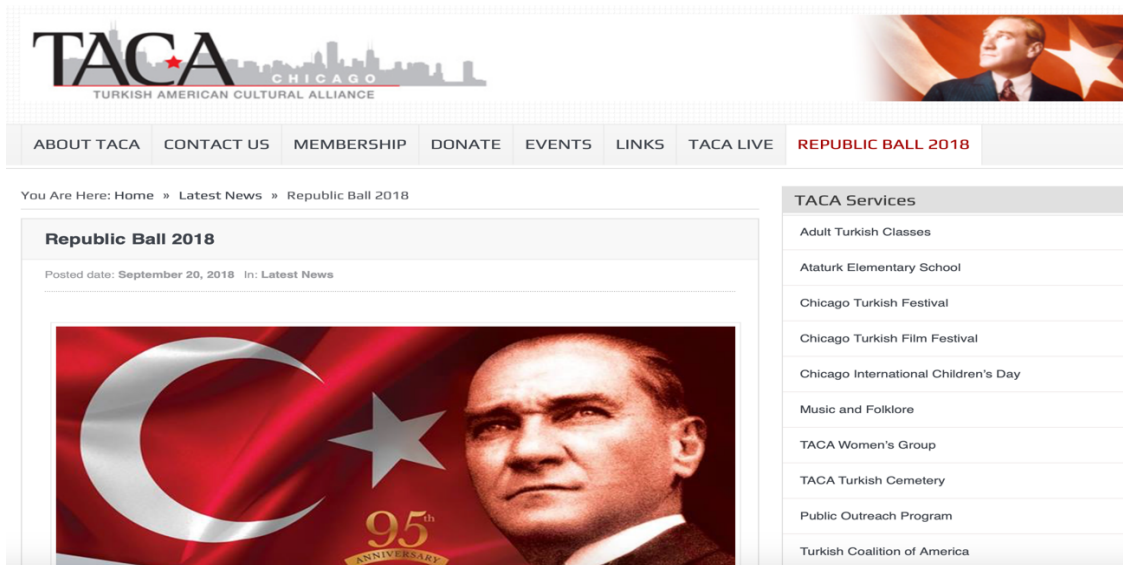 TACA
CHICAGO
TURKISH AMERICAN CULTURAL ALLIANCE
ABOUT TACA CONTACT US MEMBERSHIP DONATE EVENTS LINKS TACA LIVE REPUBLIC BALL 2018
You Are Here: Home » Latest News » Republic Ball 2018
Republic Ball 2018
Posted date: September 20, 2018 In: Latest News
95th
ANNIVERSARY
TACA Services
Adult Turkish Classes
Ataturk Elementary School
Chicago Turkish Festival
Chicago Turkish Film Festival
Chicago International Children's Day
Music and Folklore
TACA Women's Group
TACA Turkish Cemetery
Public Outreach Program
Turkish Coalition of America